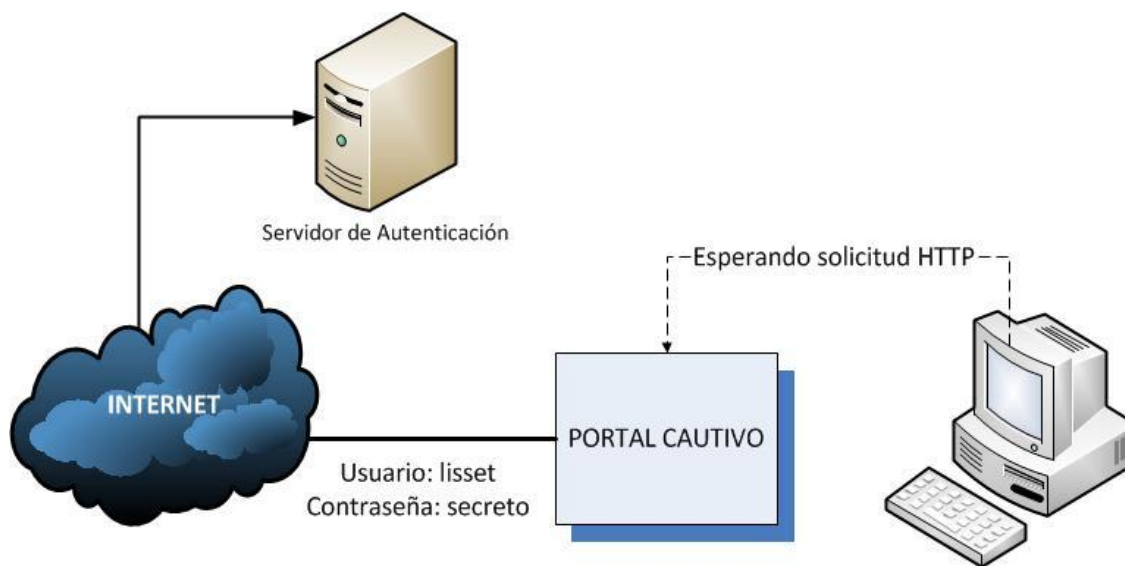 Servidor de Autenticación
Esperando solicitud HTTP
INTERNET
PORTAL CAUTIVO
Usuario: lisset
Contraseña: secreto